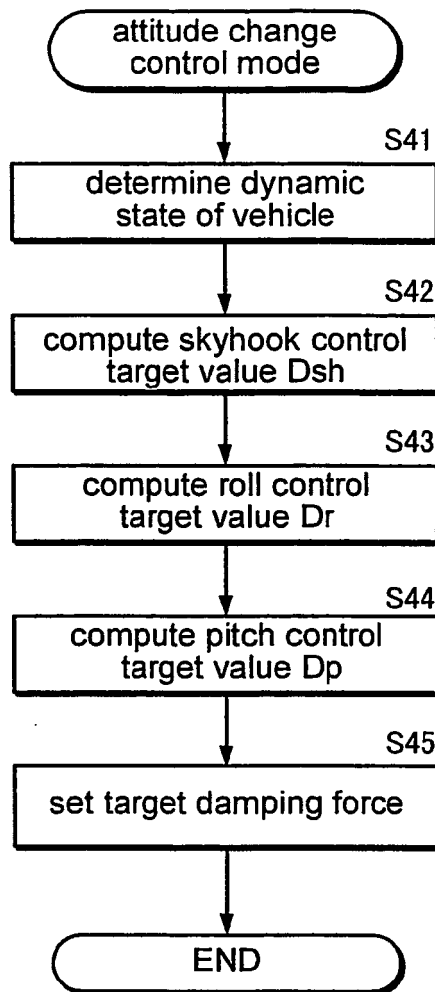 attitude change
control mode
S41
determine dynamic
state of vehicle
S42
compute skyhook control
target value Dsh
S43
compute roll control
target value Dr
S44
compute pitch control
target value Dp
S45
set target damping force
END